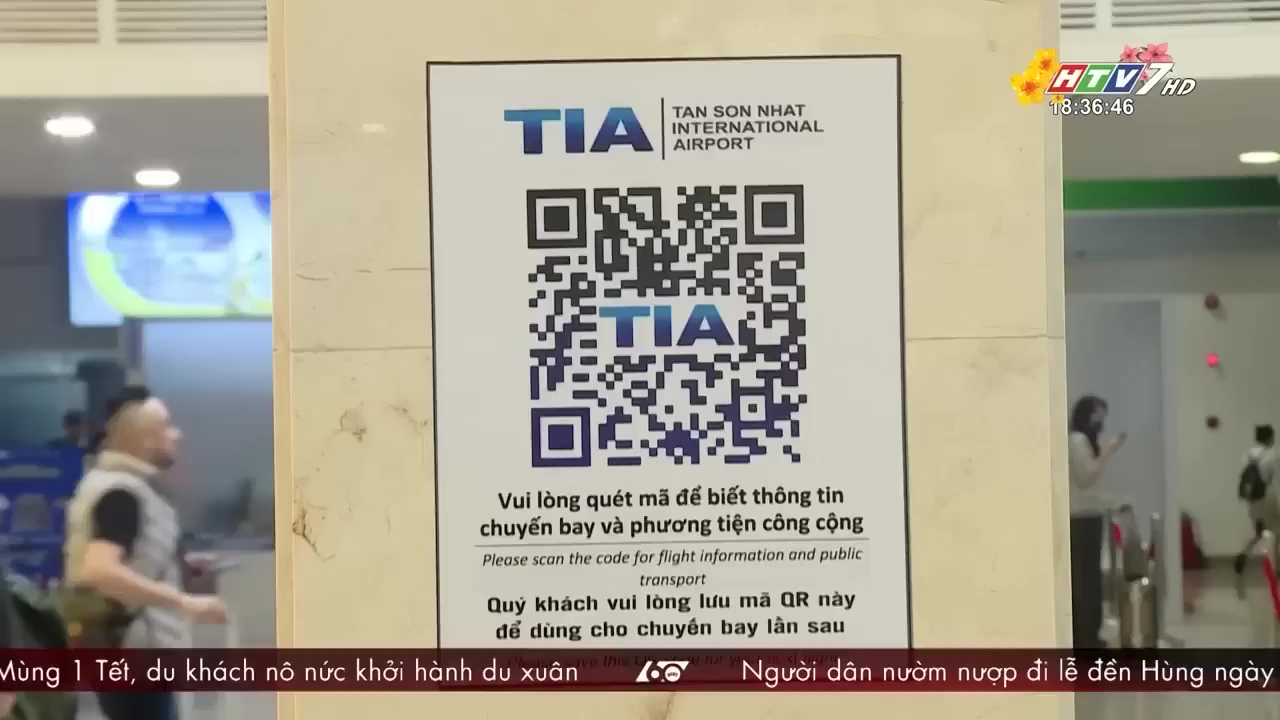 HTV7 HD
18:36:46
TIA
TAN SON NHAT
INTERNATIONAL
AIRPORT
TIA
Vui lòng quét mã để biết thông tin
chuyến bay và phương tiện công cộng
Please scan the code for flight information and public
transport
Quý khách vui lòng lưu mã QR này
để dùng cho chuyến bay lần sau
Mùng 1 Tết, du khách nô nức khởi hành du xuân
60 giây
Người dân nườm nượp đi lễ đền Hùng ngày